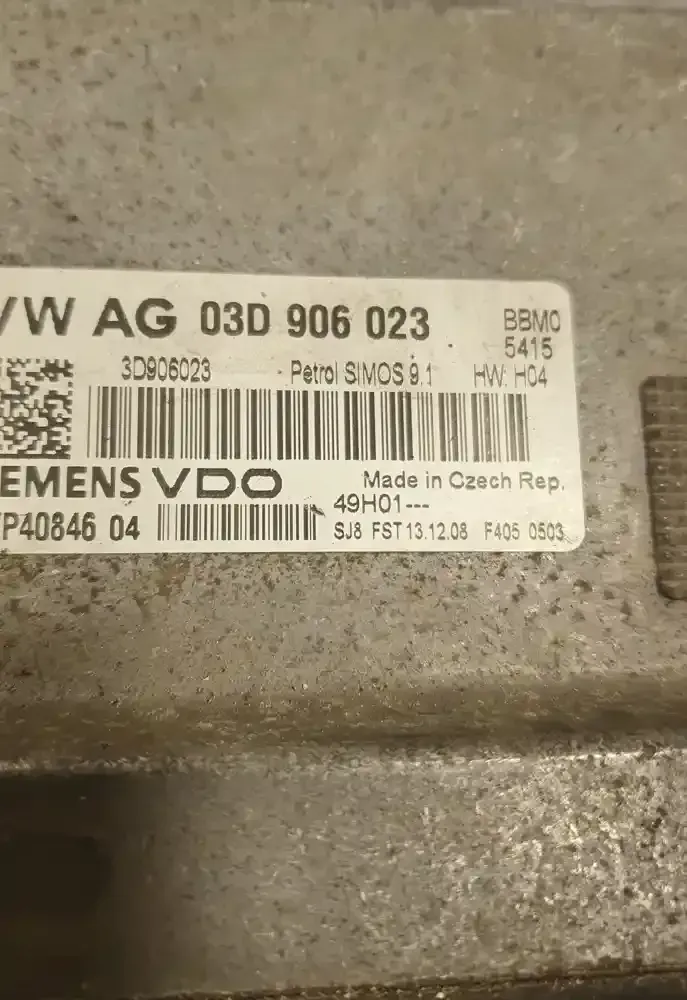 VW AG 03D 906 023
BBM0
5415
3D906023 Petrol SIMOS 9.1 HW: H04
EMENS VDO Made in Czech Rep.
49H01---
P40846 04 SJ8 FST 13.12.08 F405 0503